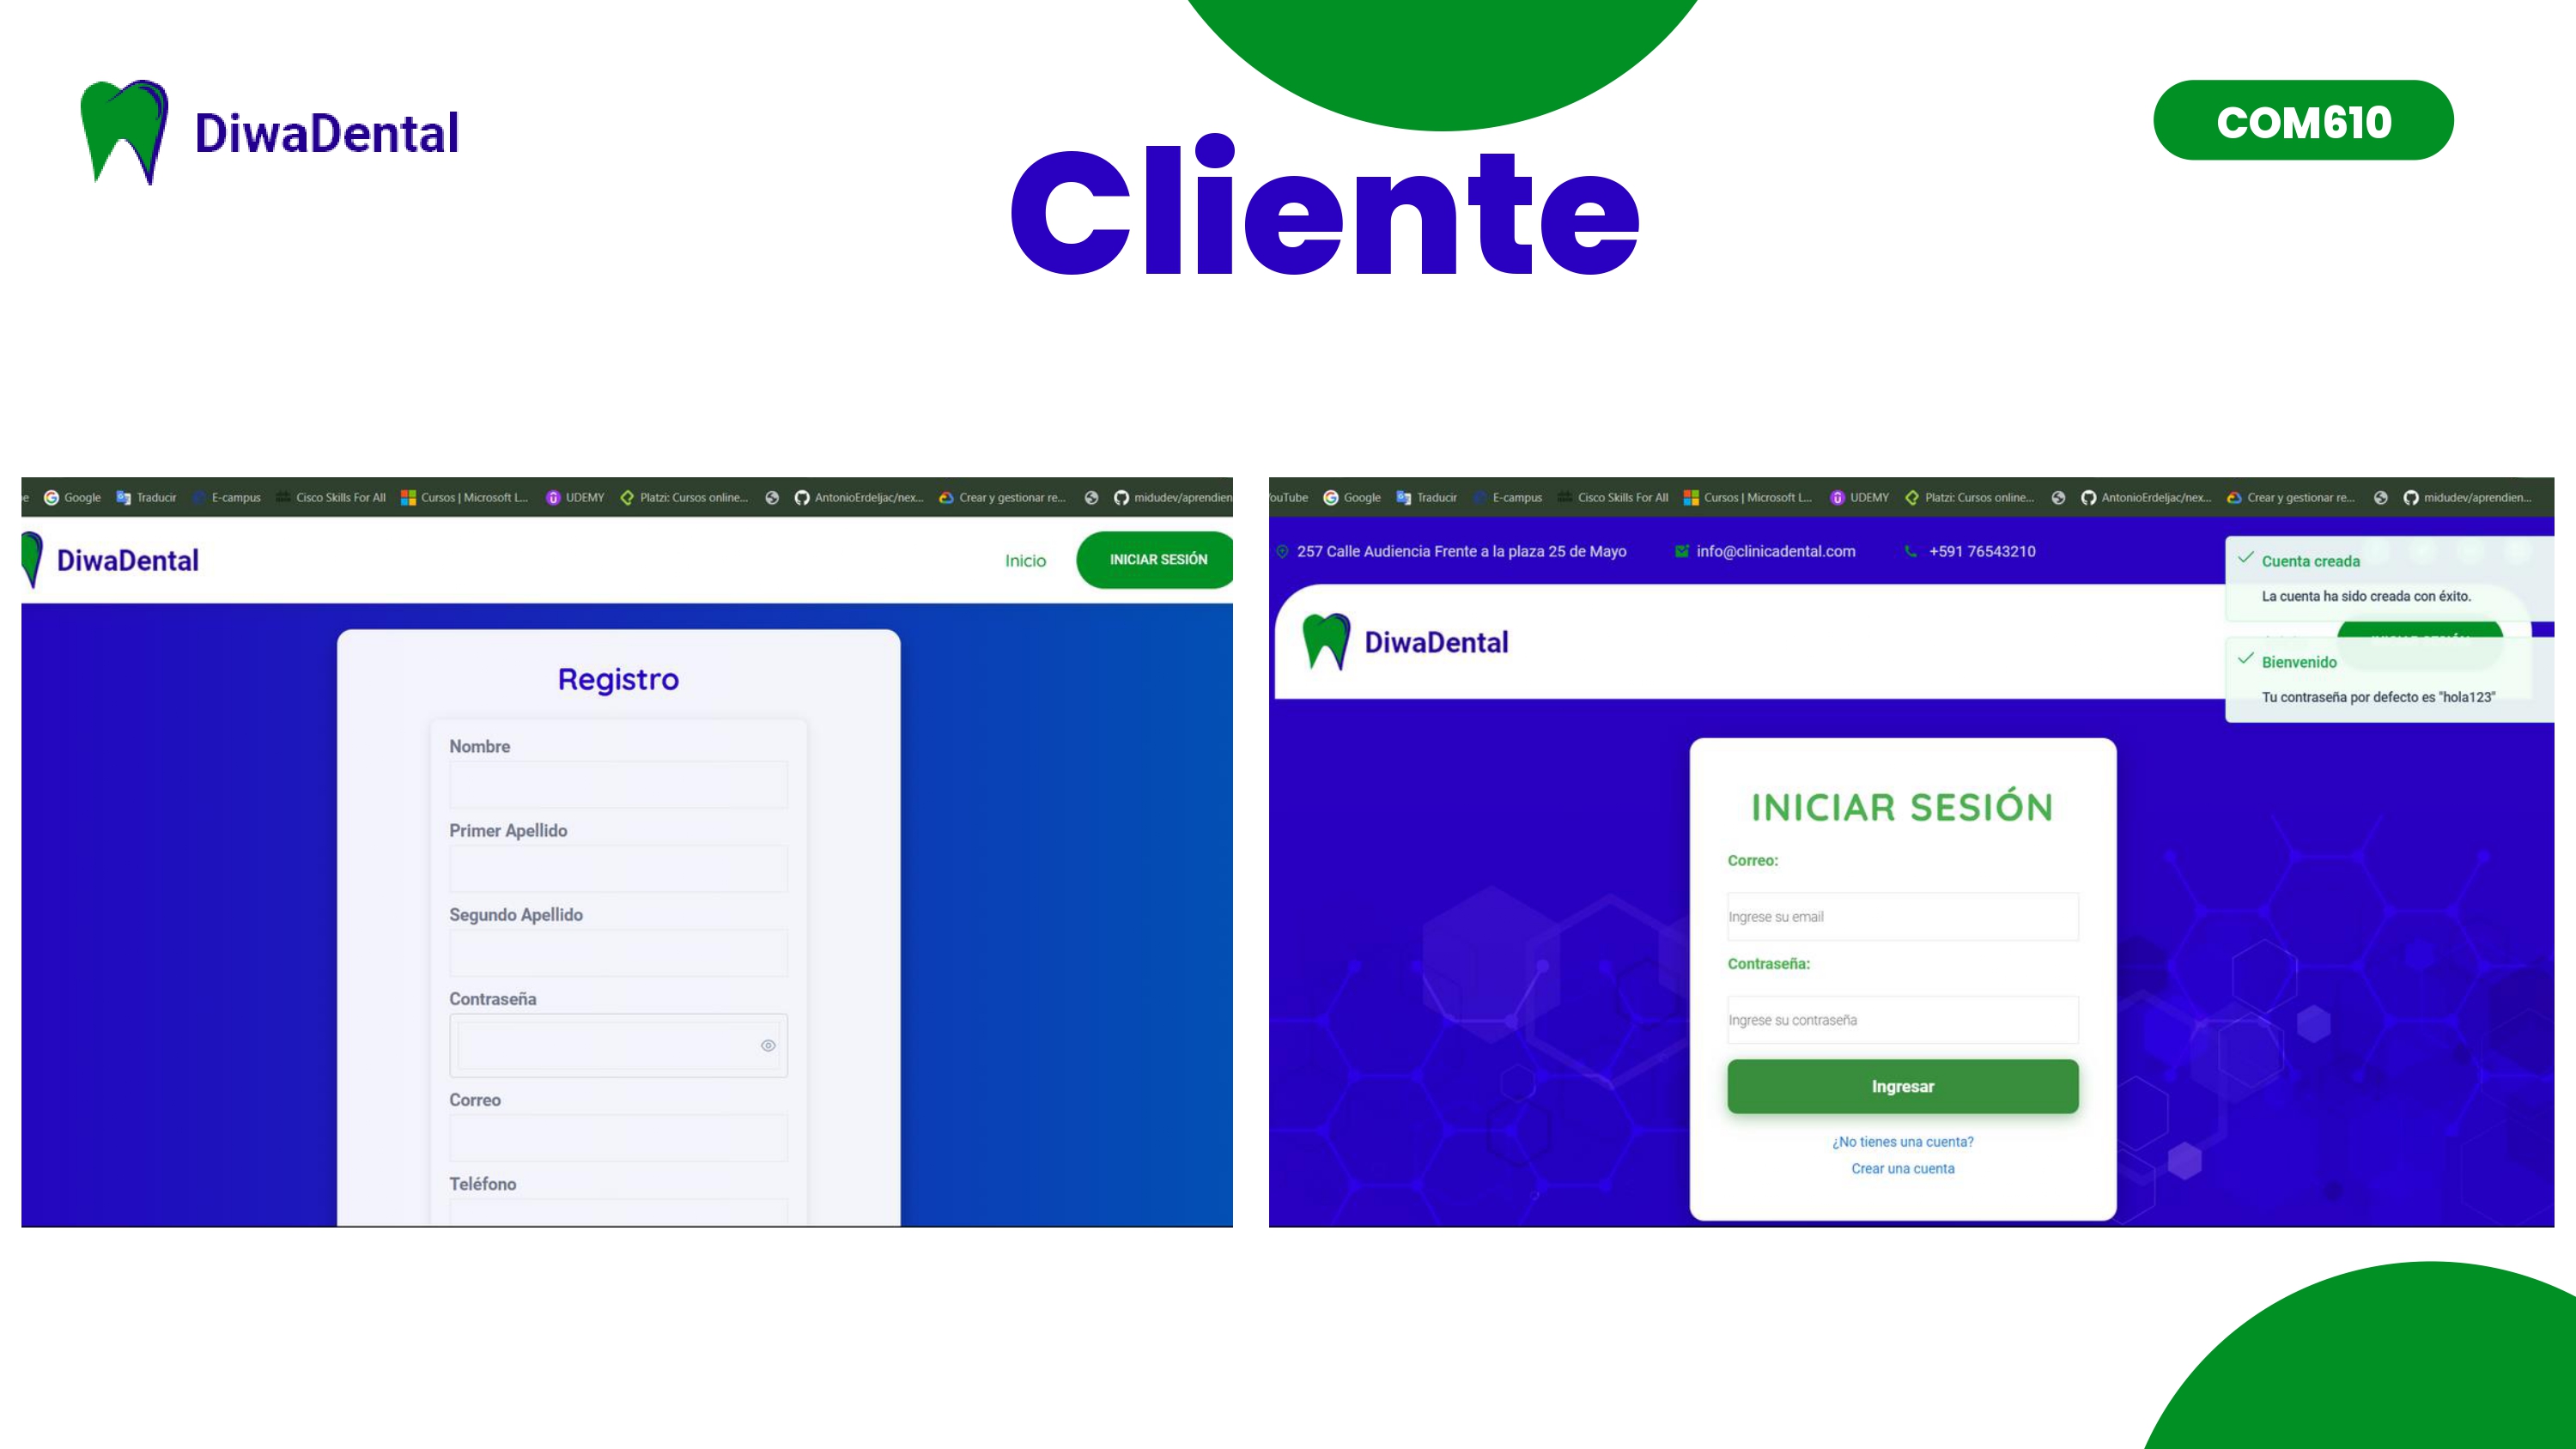 DiwaDental
COM610
Cliente
Google Traducir E-campus Cisco Skills For All Cursos | Microsoft L... UDEMY Platzi: Cursos online... AntonioErdeljac/nex... Crear y gestionar re... midudev/aprendien
DiwaDental
Inicio
INICIAR SESIÓN
Registro
Nombre
Primer Apellido
Segundo Apellido
Contraseña
Correo
Teléfono
ouTube Google Traducir E-campus Cisco Skills For All Cursos | Microsoft L... UDEMY Platzi: Cursos online... AntonioErdeljac/nex... Crear y gestionar re... midudev/aprendien...
257 Calle Audiencia Frente a la plaza 25 de Mayo info@clinicadental.com +591 76543210
Cuenta creada
La cuenta ha sido creada con éxito.
DiwaDental
Bienvenido
Tu contraseña por defecto es "hola123"
INICIAR SESIÓN
Correo:
Ingrese su email
Contraseña:
Ingrese su contraseña
Ingresar
¿No tienes una cuenta?
Crear una cuenta